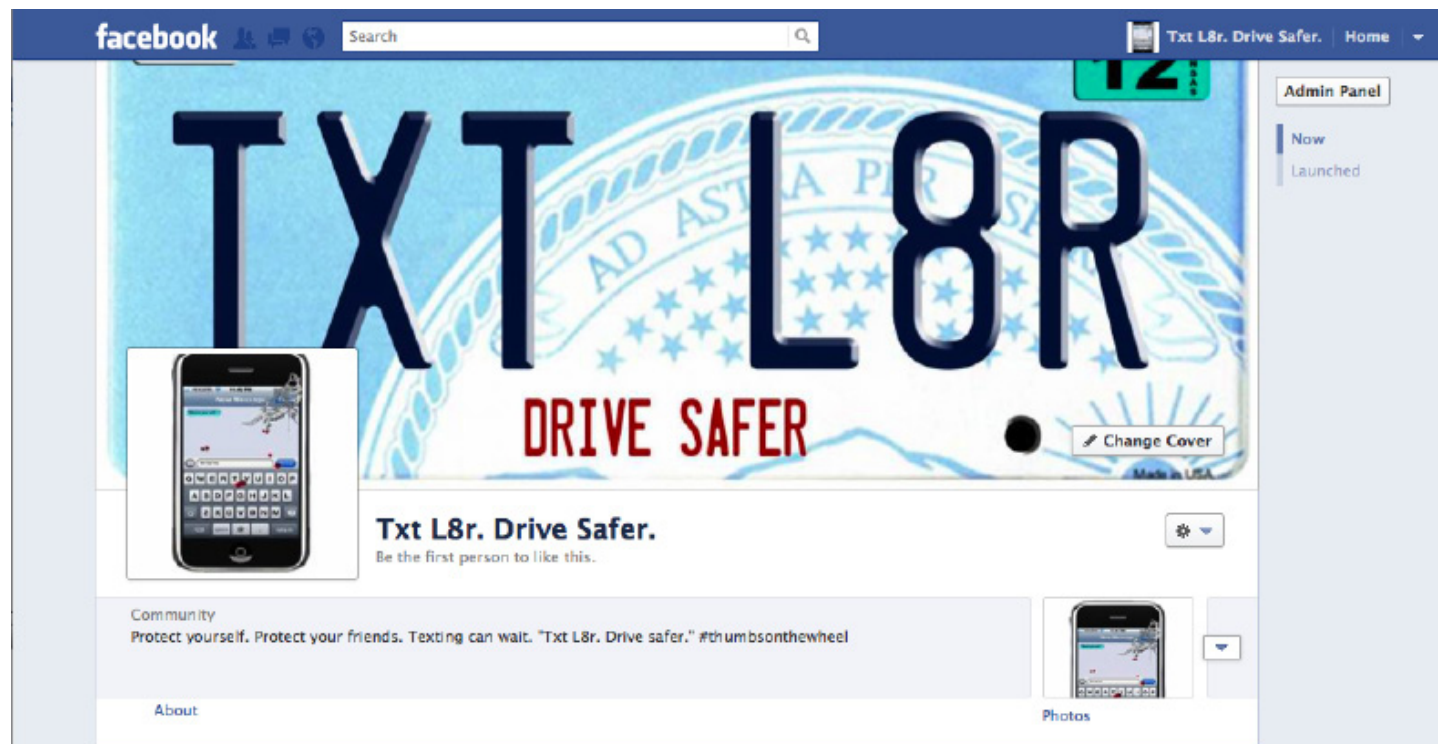 facebook
Search
Txt L8r. Drive Safer.
Home
12
Admin Panel
Now
Launched
TXT L8R
AD ASTRA PER
DRIVE SAFER
Change Cover
Made in USA
New Message
Q W E R T Y U I O P
Txt L8r. Drive Safer.
Be the first person to like this.
Community
Protect yourself. Protect your friends. Texting can wait. "Txt L8r. Drive safer." #thumbsonthewheel
About
Photos